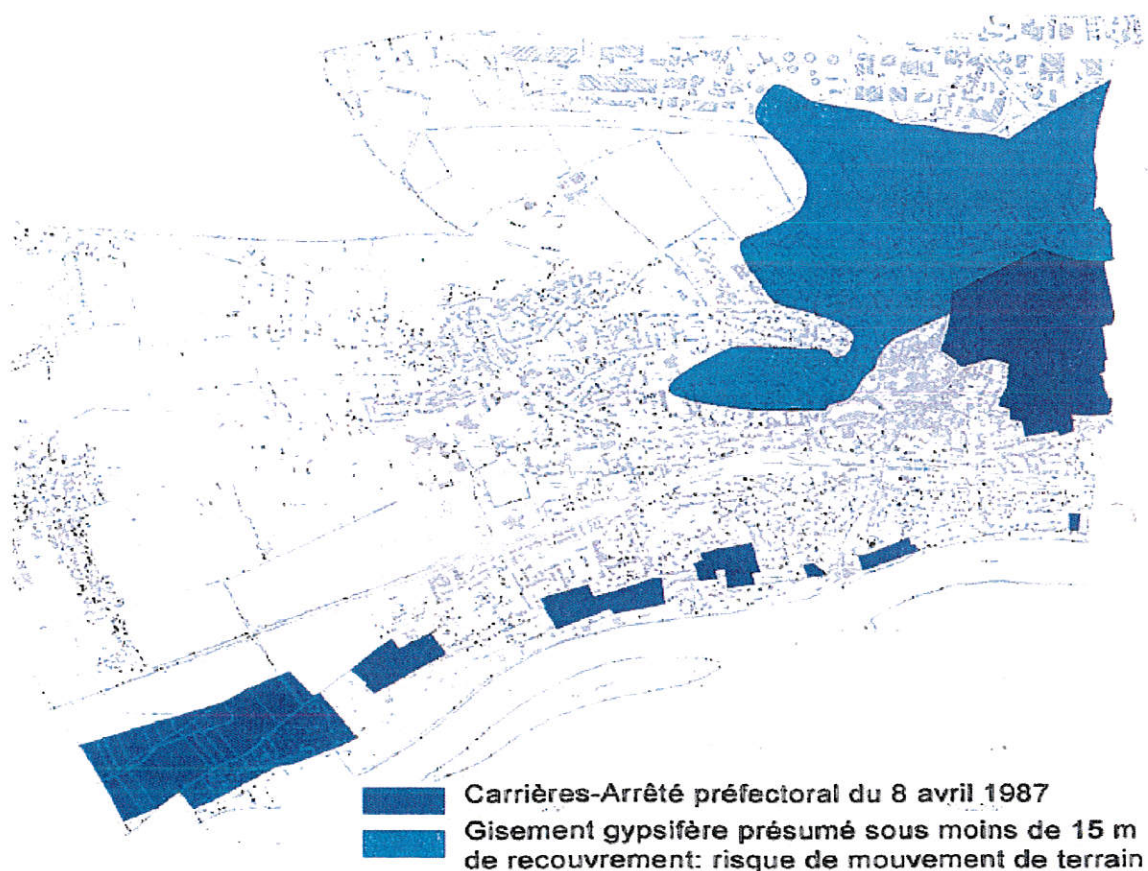 Carrières-Arrêté préfectoral du 8 avril 1987
Gisement gypsifère présumé sous moins de 15 m
de recouvrement: risque de mouvement de terrain